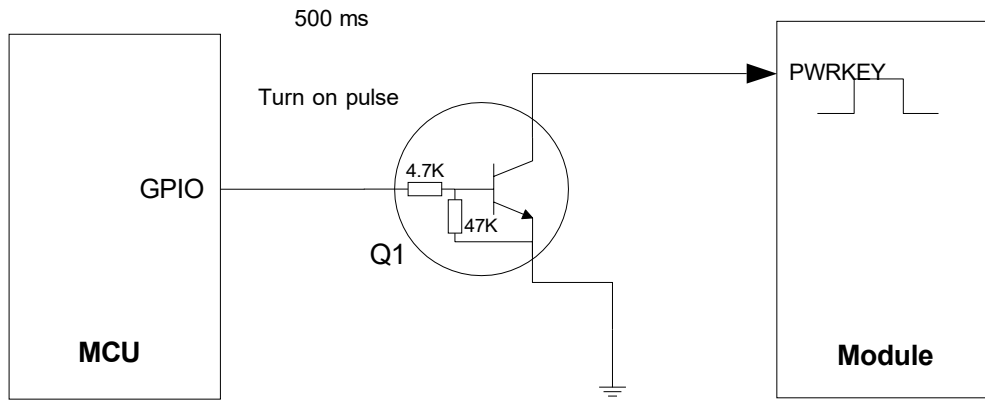 500 ms
Turn on pulse
PWRKEY
4.7K
GPIO
47K
Q1
MCU
Module